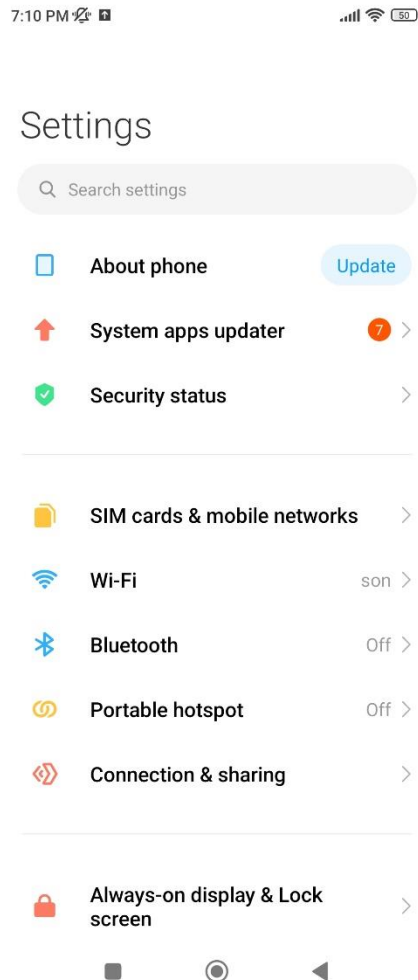 7:10 PM
50
Settings
Search settings
About phone
Update
System apps updater
7
Security status
SIM cards & mobile networks
Wi-Fi
son
Bluetooth
Off
Portable hotspot
Off
Connection & sharing
Always-on display & Lock
screen